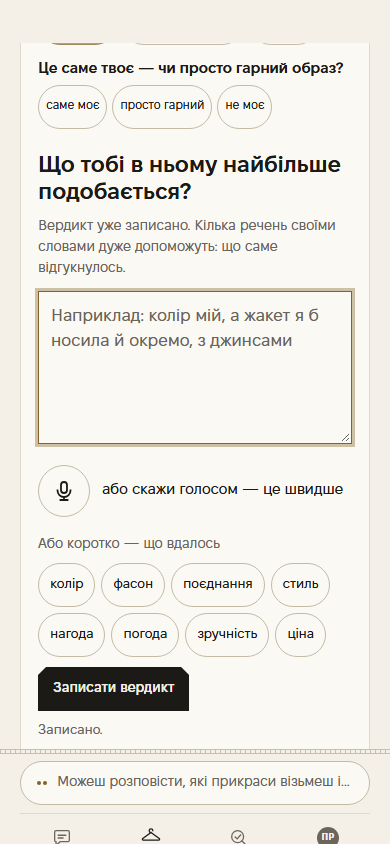 Це саме твоє — чи просто гарний образ?
саме моє
просто гарний
не моє
Що тобі в ньому найбільше
подобається?
Вердикт уже записано. Кілька речень своїми
словами дуже допоможуть: що саме
відгукнулось.
Наприклад: колір мій, а жакет я б
носила й окремо, з джинсами
або скажи голосом — це швидше
Або коротко — що вдалось
колір
фасон
поєднання
стиль
нагода
погода
зручність
ціна
Записати вердикт
Записано.
Можеш розповісти, які прикраси візьмеш і...
ПР